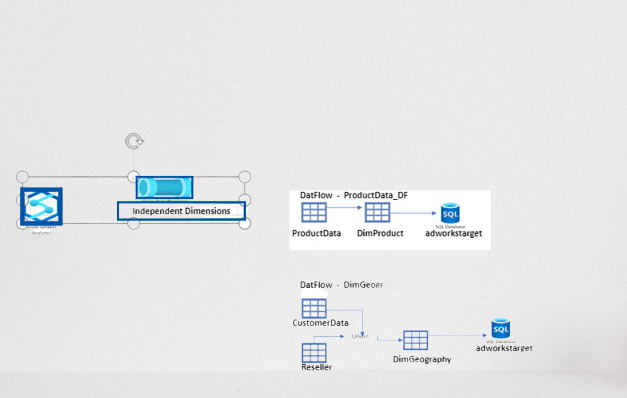 Independent Dimensions
Azure Synapse
Analytics
DatFlow - ProductData_DF
SQL
SQL Database
ProductData
DimProduct
adworkstarget
DatFlow - DimGeogr
CustomerData
Union
SQL
SQL Database
adworkstarget
DimGeography
Reseller